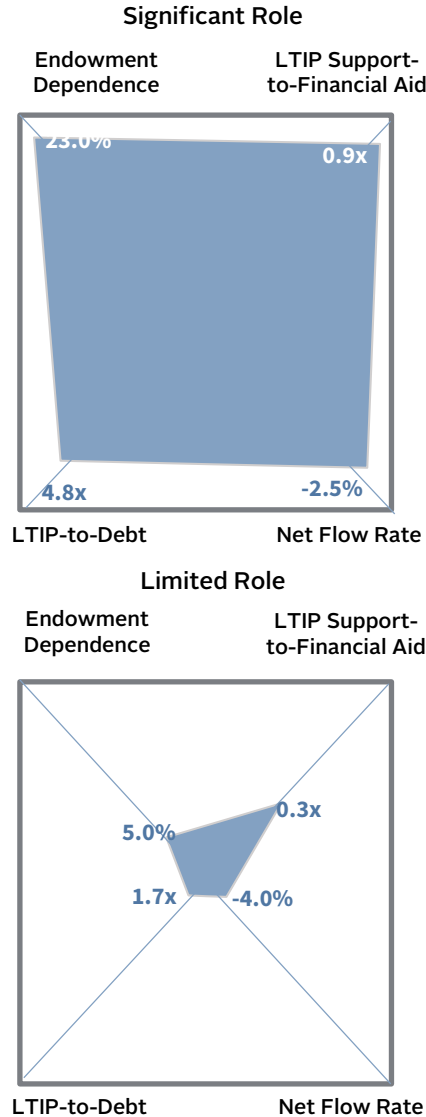 Significant Role
Endowment
Dependence
LTIP Support-
to-Financial Aid
23.0%
0.9x
4.8x
-2.5%
LTIP-to-Debt
Net Flow Rate
Limited Role
Endowment
Dependence
LTIP Support-
to-Financial Aid
0.3x
5.0%
1.7x
-4.0%
LTIP-to-Debt
Net Flow Rate